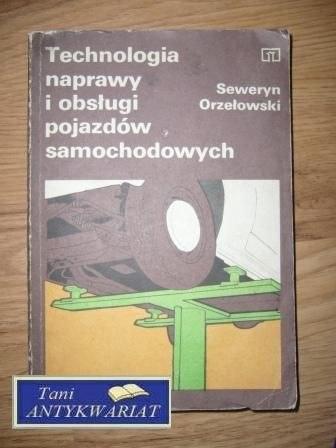 Technologia
naprawy
i obsługi
pojazdów
samochodowych
Seweryn
Orzełowski
Tani
ANTYKWARIAT